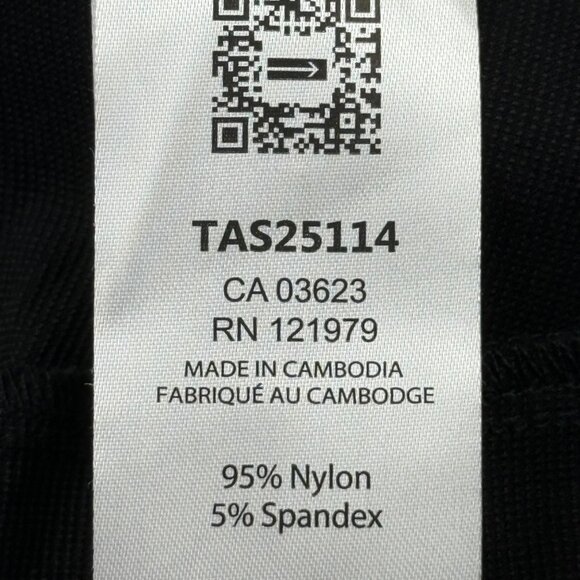 TAS25114
CA 03623
RN 121979
MADE IN CAMBODIA
FABRIQUÉ AU CAMBODGE
95% Nylon
5% Spandex